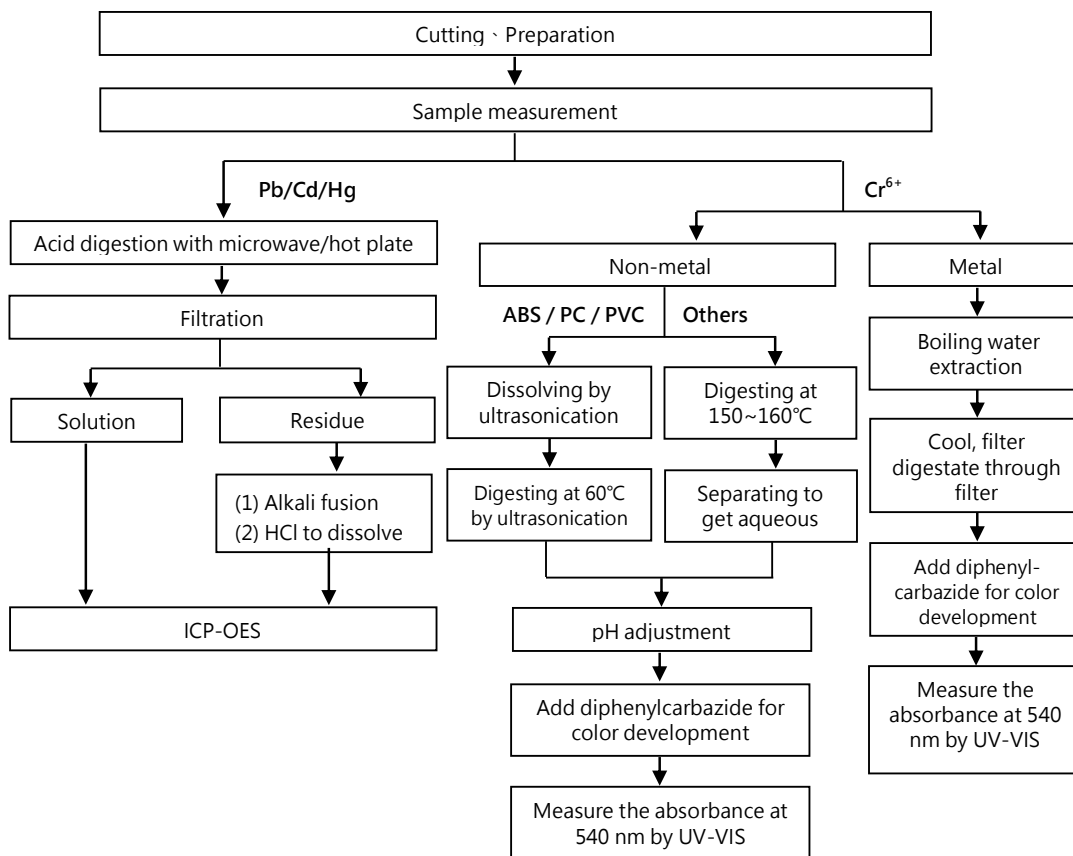 Cutting、Preparation
Sample measurement
Pb/Cd/Hg
Cr6+
Acid digestion with microwave/hot plate
Non-metal
Metal
Filtration
ABS / PC / PVC
Others
Boiling water
extraction
Solution
Residue
Dissolving by
ultrasonication
Digesting at
150~160℃
Cool, filter
digestate through
filter
(1) Alkali fusion
(2) HCl to dissolve
Digesting at 60℃
by ultrasonication
Separating to
get aqueous
Add diphenyl-
carbazide for color
development
ICP-OES
pH adjustment
Measure the
absorbance at 540
nm by UV-VIS
Add diphenylcarbazide for
color development
Measure the absorbance at
540 nm by UV-VIS